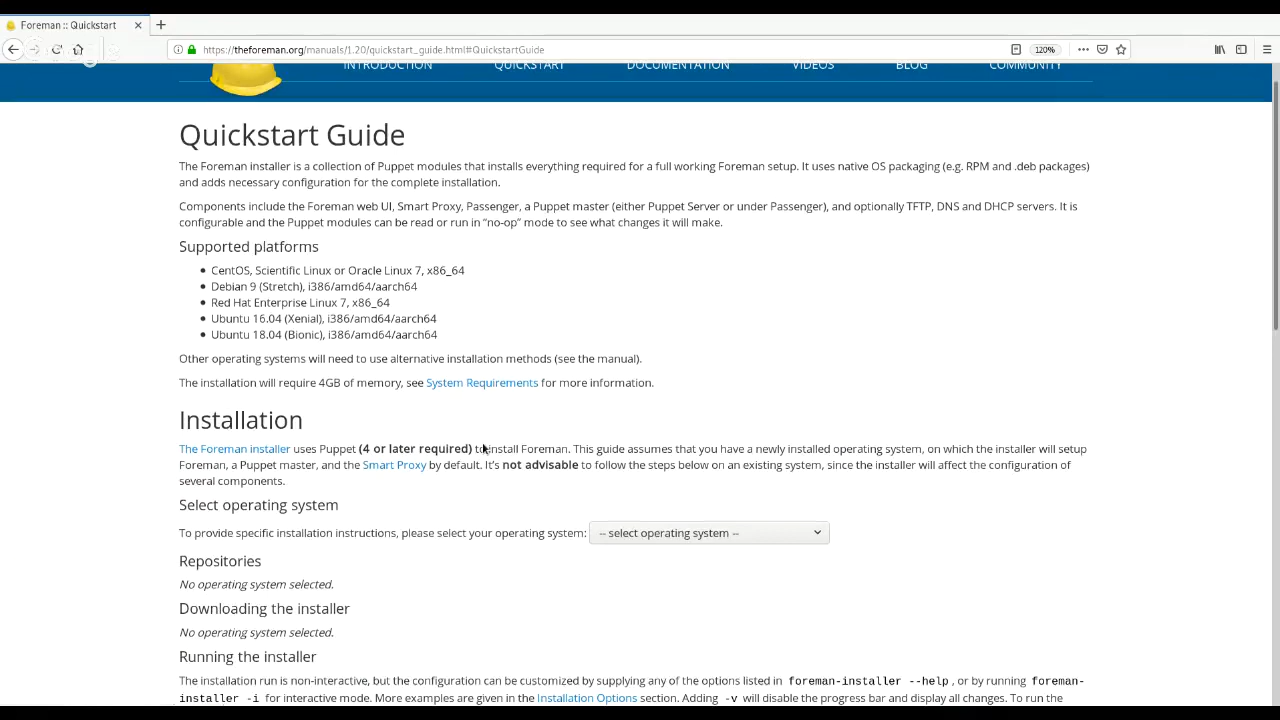 Foreman :: Quickstart
https://theforeman.org/manuals/1.20/quickstart_guide.html#QuickstartGuide
120%
INTRODUCTION QUICKSTART DOCUMENTATION VIDEOS BLOG COMMUNITY
Quickstart Guide
The Foreman installer is a collection of Puppet modules that installs everything required for a full working Foreman setup. It uses native OS packaging (e.g. RPM and .deb packages)
and adds necessary configuration for the complete installation.
Components include the Foreman web UI, Smart Proxy, Passenger, a Puppet master (either Puppet Server or under Passenger), and optionally TFTP, DNS and DHCP servers. It is
configurable and the Puppet modules can be read or run in “no-op” mode to see what changes it will make.
Supported platforms
• CentOS, Scientific Linux or Oracle Linux 7, x86_64
• Debian 9 (Stretch), i386/amd64/aarch64
• Red Hat Enterprise Linux 7, x86_64
• Ubuntu 16.04 (Xenial), i386/amd64/aarch64
• Ubuntu 18.04 (Bionic), i386/amd64/aarch64
Other operating systems will need to use alternative installation methods (see the manual).
The installation will require 4GB of memory, see System Requirements for more information.
Installation
The Foreman installer uses Puppet (4 or later required) to install Foreman. This guide assumes that you have a newly installed operating system, on which the installer will setup
Foreman, a Puppet master, and the Smart Proxy by default. It's not advisable to follow the steps below on an existing system, since the installer will affect the configuration of
several components.
Select operating system
To provide specific installation instructions, please select your operating system: -- select operating system --
Repositories
No operating system selected.
Downloading the installer
No operating system selected.
Running the installer
The installation run is non-interactive, but the configuration can be customized by supplying any of the options listed in foreman-installer --help, or by running foreman-
installer -i for interactive mode. More examples are given in the Installation Options section. Adding -v will disable the progress bar and display all changes. To run the